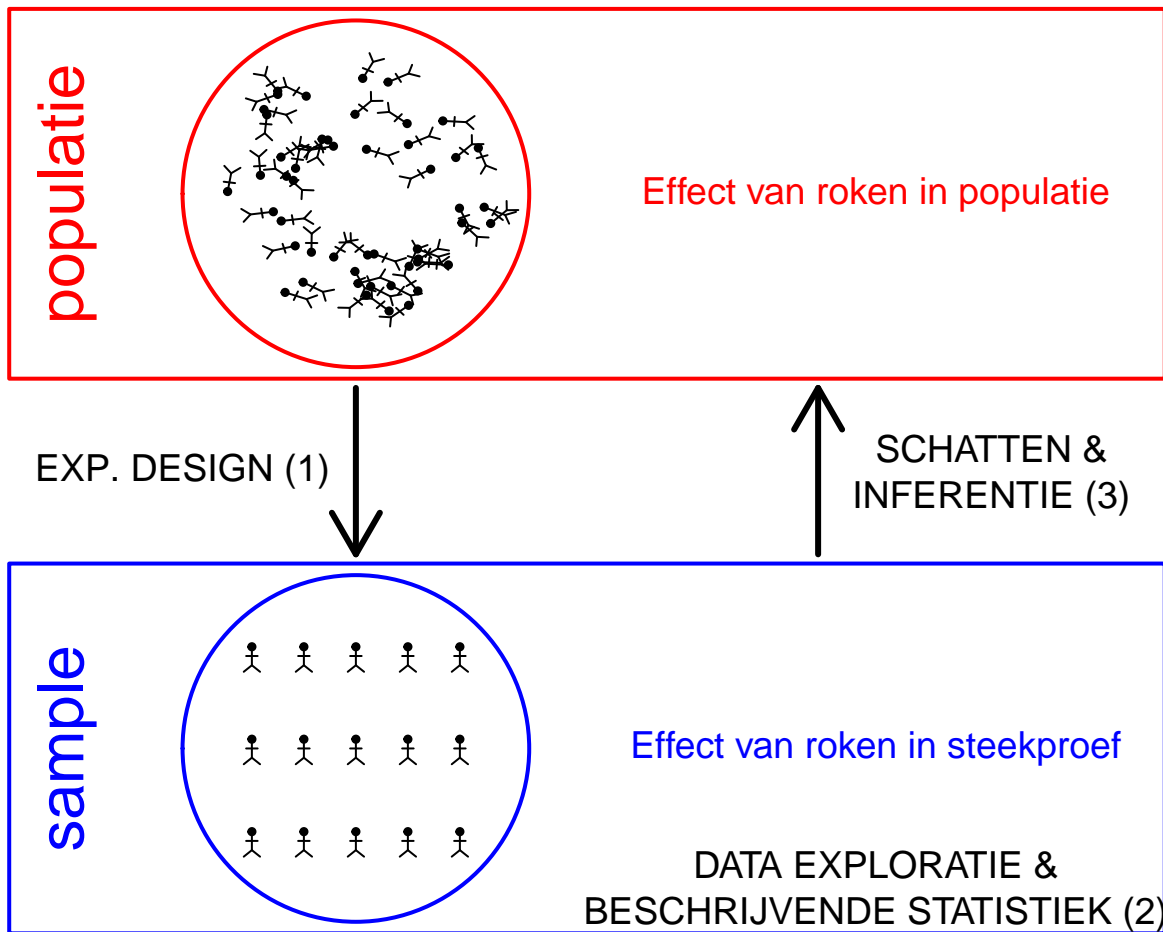 populatie
Effect van roken in populatie
EXP. DESIGN (1)
SCHATTEN &
INFERENTIE (3)
sample
Effect van roken in steekproef
DATA EXPLORATIE &
BESCHRIJVENDE STATISTIEK (2)